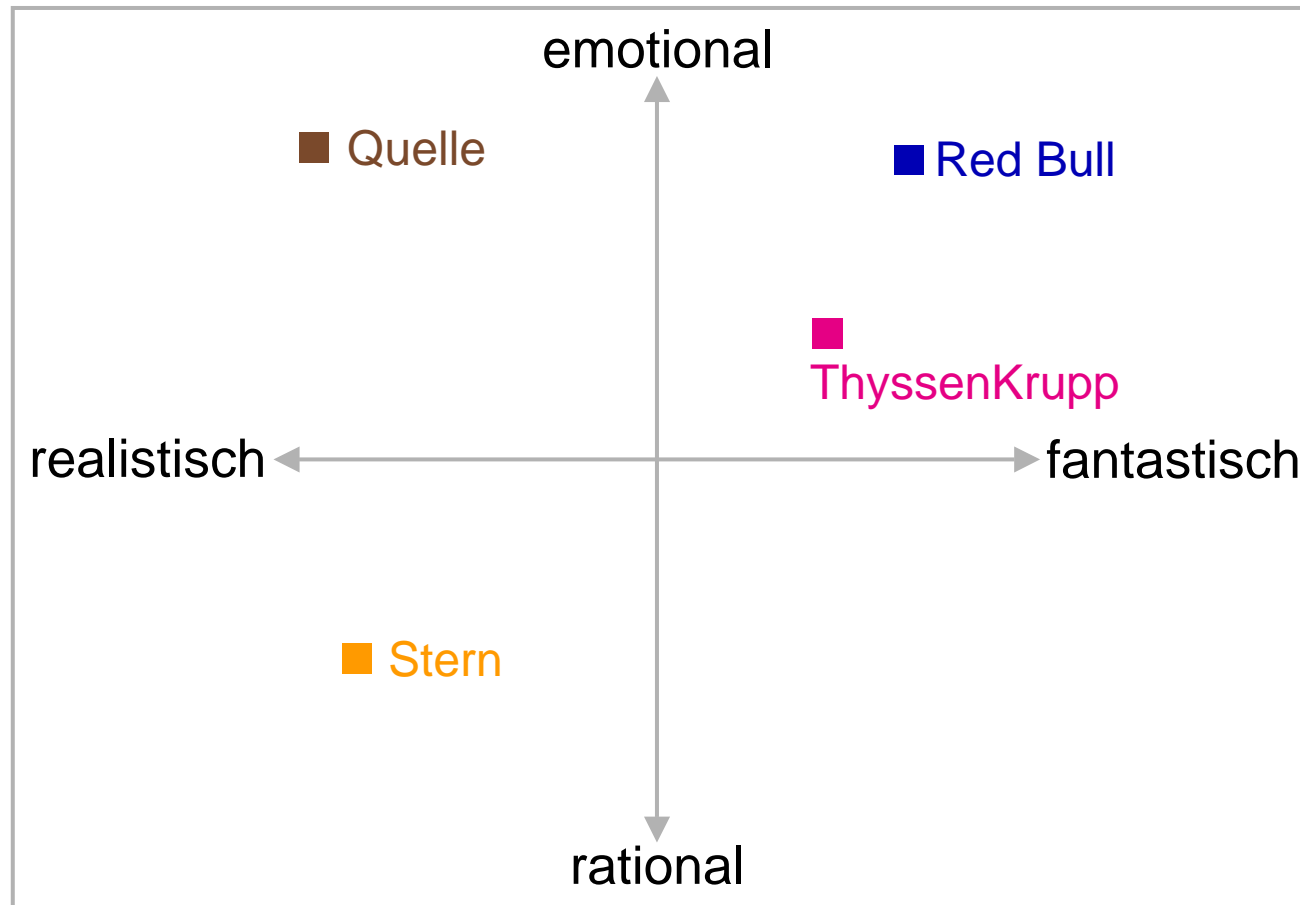 emotional
Quelle
Red Bull
ThyssenKrupp
realistisch
fantastisch
Stern
rational